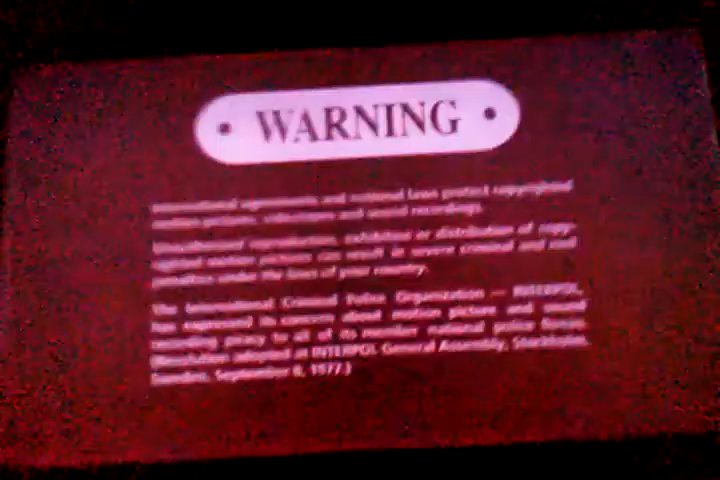 WARNING
International agreements and national laws protect copyrighted
motion pictures, videotapes and sound recordings.
Unauthorized reproduction, exhibition or distribution of copy-
righted motion pictures can result in severe criminal and civil
penalties under the laws of your country.
The International Criminal Police Organization — INTERPOL,
has expressed its concern about motion picture and sound
recording piracy to all of its member national police forces.
(Resolution adopted at INTERPOL General Assembly, Stockholm,
Sweden, September 8, 1977.)